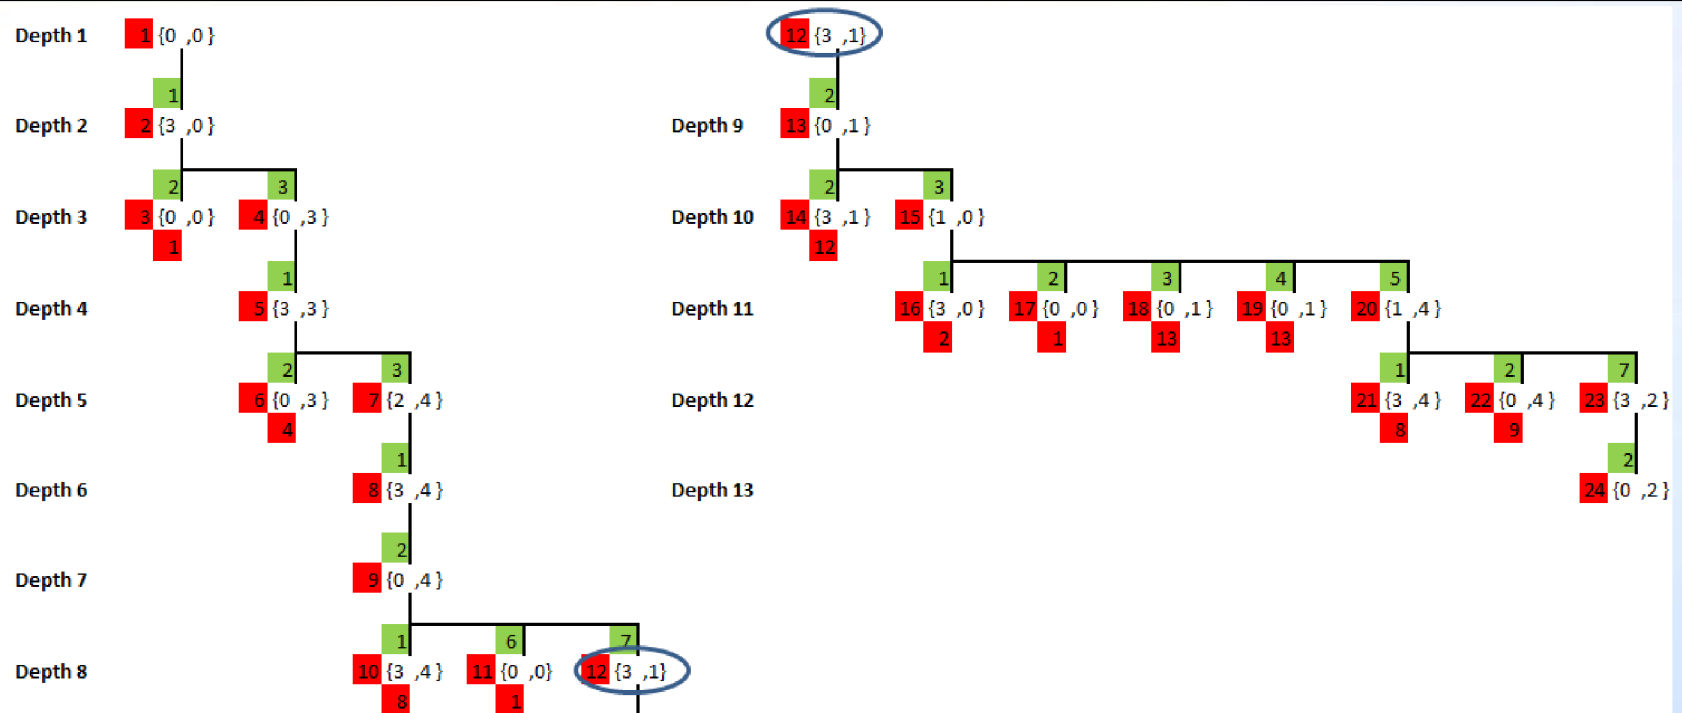 Depth 1 1 {0 ,0 }
1
Depth 2 2 {3 ,0 }
2 3
Depth 3 3 {0 ,0 } 4 {0 ,3 }
1
1
Depth 4 5 {3 ,3 }
2 3
Depth 5 6 {0 ,3 } 7 {2 ,4 }
4
1
Depth 6 8 {3 ,4 }
2
Depth 7 9 {0 ,4 }
1 6 7
Depth 8 10 {3 ,4 } 11 {0 ,0} 12 {3 ,1}
8 1
12 {3 ,1}
2
Depth 9 13 {0 ,1 }
2 3
Depth 10 14 {3 ,1 } 15 {1 ,0 }
12
1 2 3 4 5
Depth 11 16 {3 ,0 } 17 {0 ,0 } 18 {0 ,1 } 19 {0 ,1 } 20 {1 ,4 }
2 1 13 13
1 2 7
Depth 12 21 {3 ,4 } 22 {0 ,4 } 23 {3 ,2 }
8 9
2
Depth 13 24 {0 ,2 }